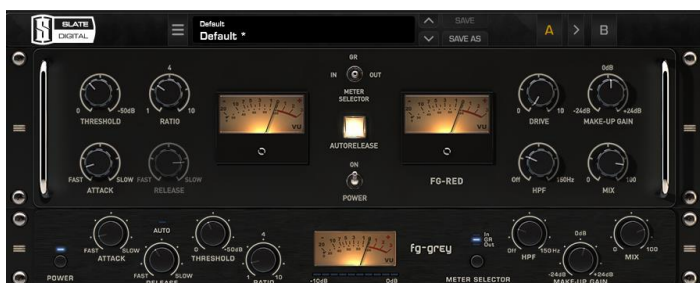 SLATE
DIGITAL
Default
Default *
SAVE
SAVE AS
A
>
B
GR
IN
OUT
METER
SELECTOR
0
-50dB
THRESHOLD
4
1
10
RATIO
VU
AUTORELEASE
VU
0
10
DRIVE
0dB
-24dB
+24dB
MAKE-UP GAIN
FAST
SLOW
ATTACK
FAST
SLOW
RELEASE
ON
POWER
FG-RED
Off
150Hz
HPF
0
100
MIX
POWER
FAST
SLOW
ATTACK
AUTO
RELEASE
0
-50dB
THRESHOLD
4
1
10
RATIO
VU
-10dB
0dB
fg-grey
In
GR
Out
METER SELECTOR
Off
150 Hz
HPF
0dB
-24dB
+24dB
MAKE-UP GAIN
0
100
MIX